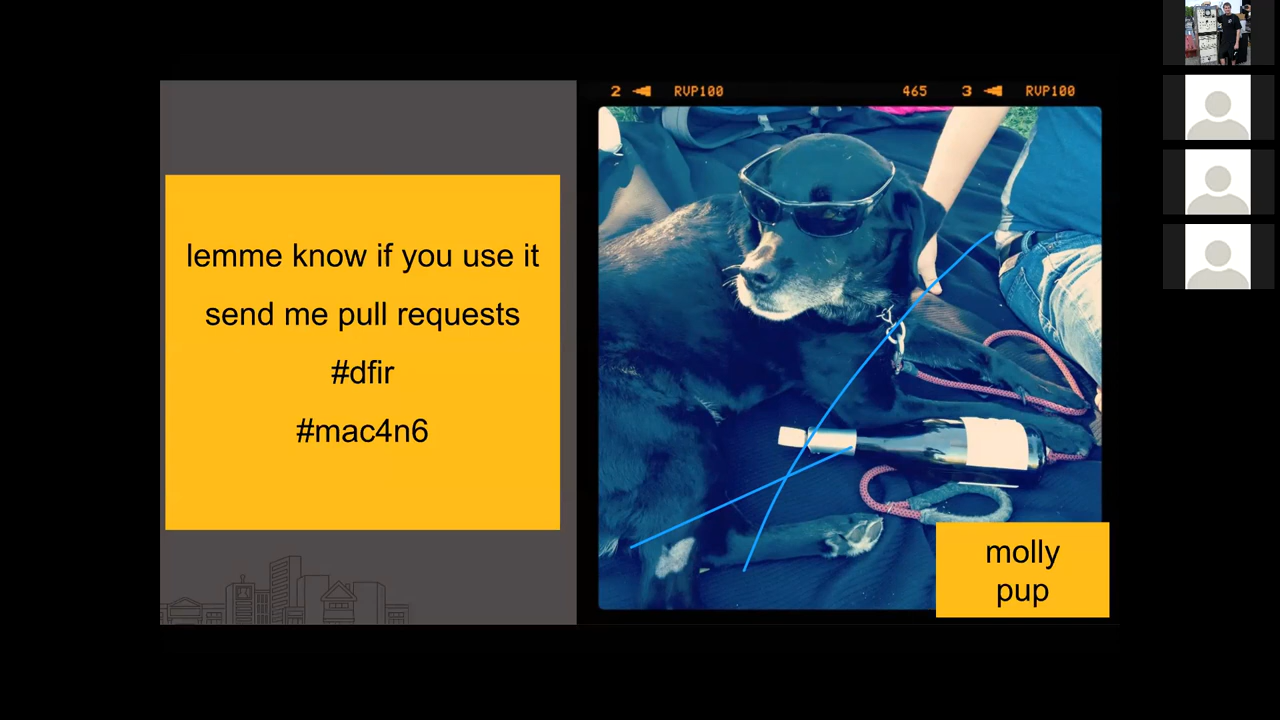 2 RVP100 465 3 RVP100
lemme know if you use it
send me pull requests
#dfir
#mac4n6
molly
pup